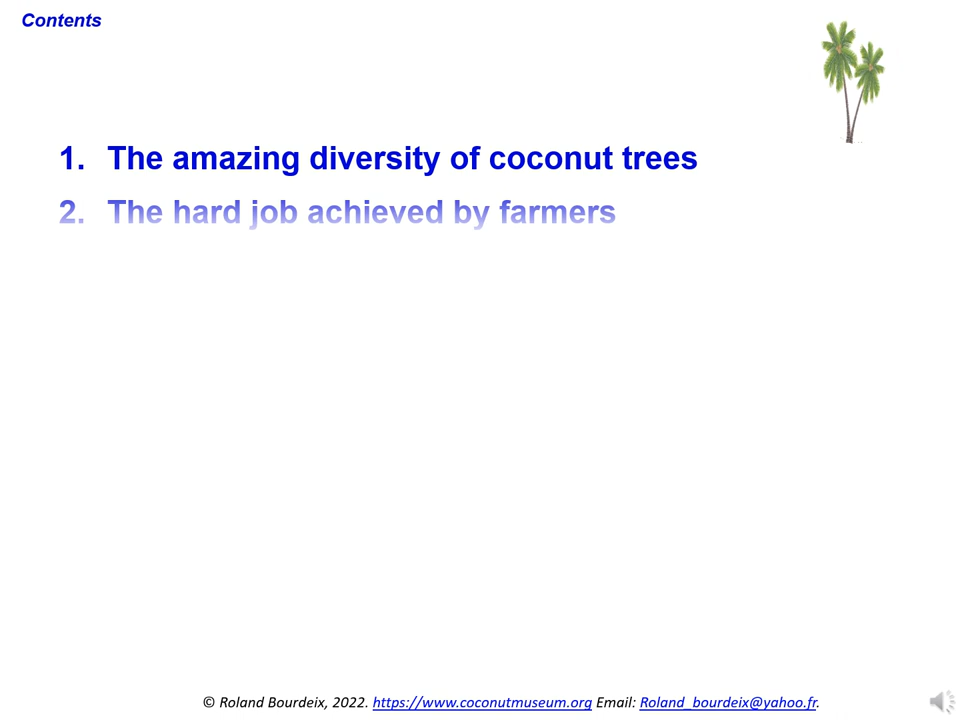 Contents
1. The amazing diversity of coconut trees
2. The hard job achieved by farmers
© Roland Bourdeix, 2022. https://www.coconutmuseum.org Email: Roland_bourdeix@yahoo.fr.